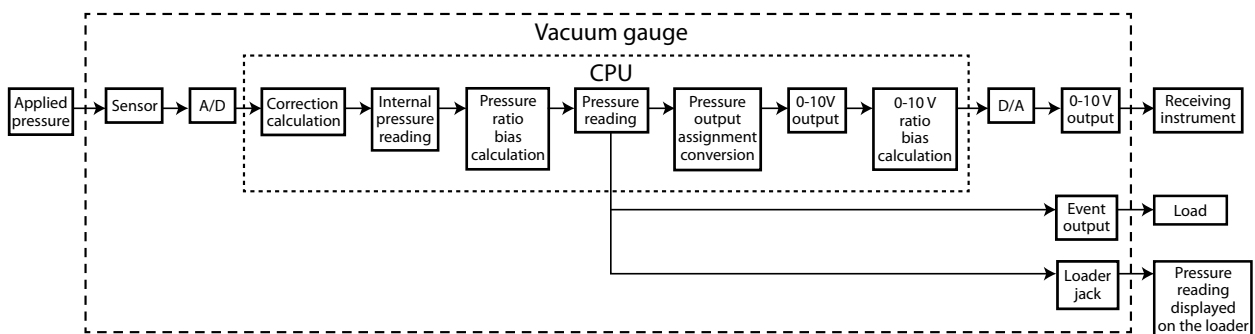 Vacuum gauge
CPU
Applied
pressure
Sensor
A/D
Correction
calculation
Internal
pressure
reading
Pressure
ratio
bias
calculation
Pressure
reading
Pressure
output
assignment
conversion
0-10V
output
0-10 V
ratio
bias
calculation
D/A
0-10 V
output
Receiving
instrument
Event
output
Load
Loader
jack
Pressure
reading
displayed
on the loader